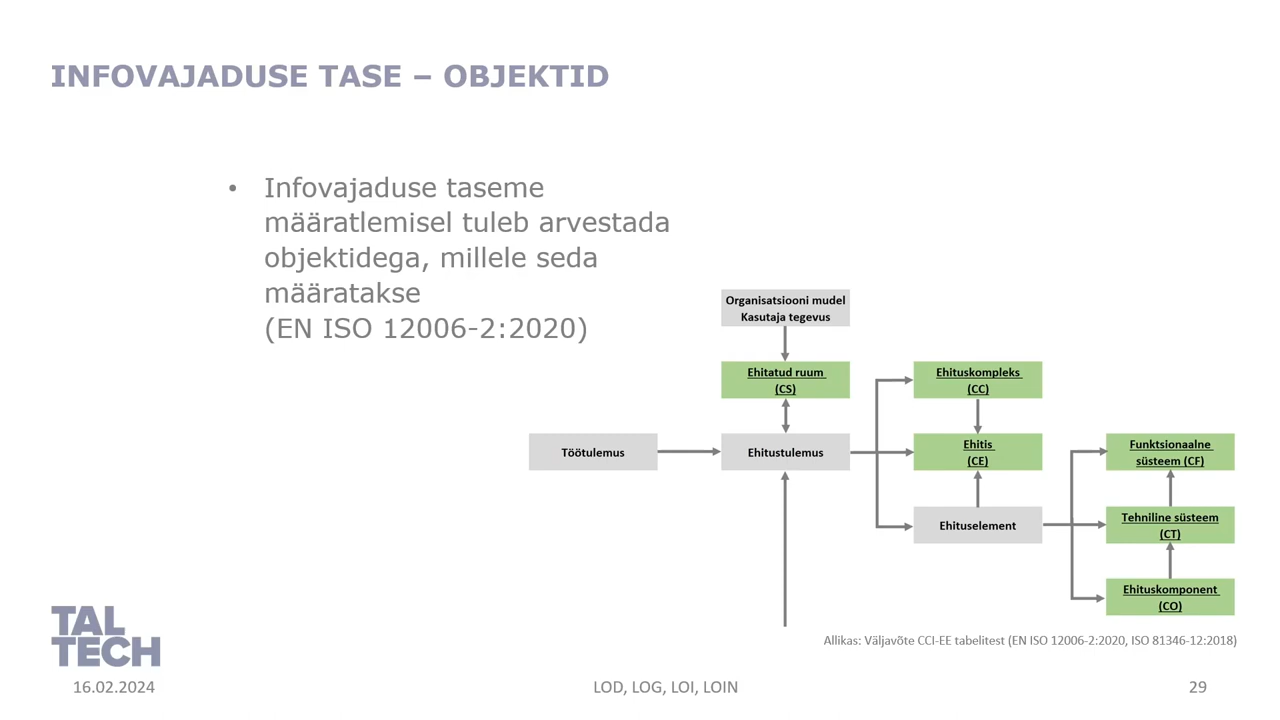 INFOVAJADUSE TASE – OBJEKTID
• Infovajaduse taseme
määratlemisel tuleb arvestada
objektidega, millele seda
määratakse
(EN ISO 12006-2:2020)
Organisatsiooni mudel
Kasutaja tegevus
Ehitatud ruum
(CS)
Ehituskompleks
(CC)
Töötulemus
Ehitustulemus
Ehitis
(CE)
Funktsionaalne
süsteem (CF)
Ehituselement
Tehniline süsteem
(CT)
Ehituskomponent
(CO)
Allikas: Väljavõte CCI-EE tabelitest (EN ISO 12006-2:2020, ISO 81346-12:2018)
TAL
TECH
16.02.2024
LOD, LOG, LOI, LOIN
29